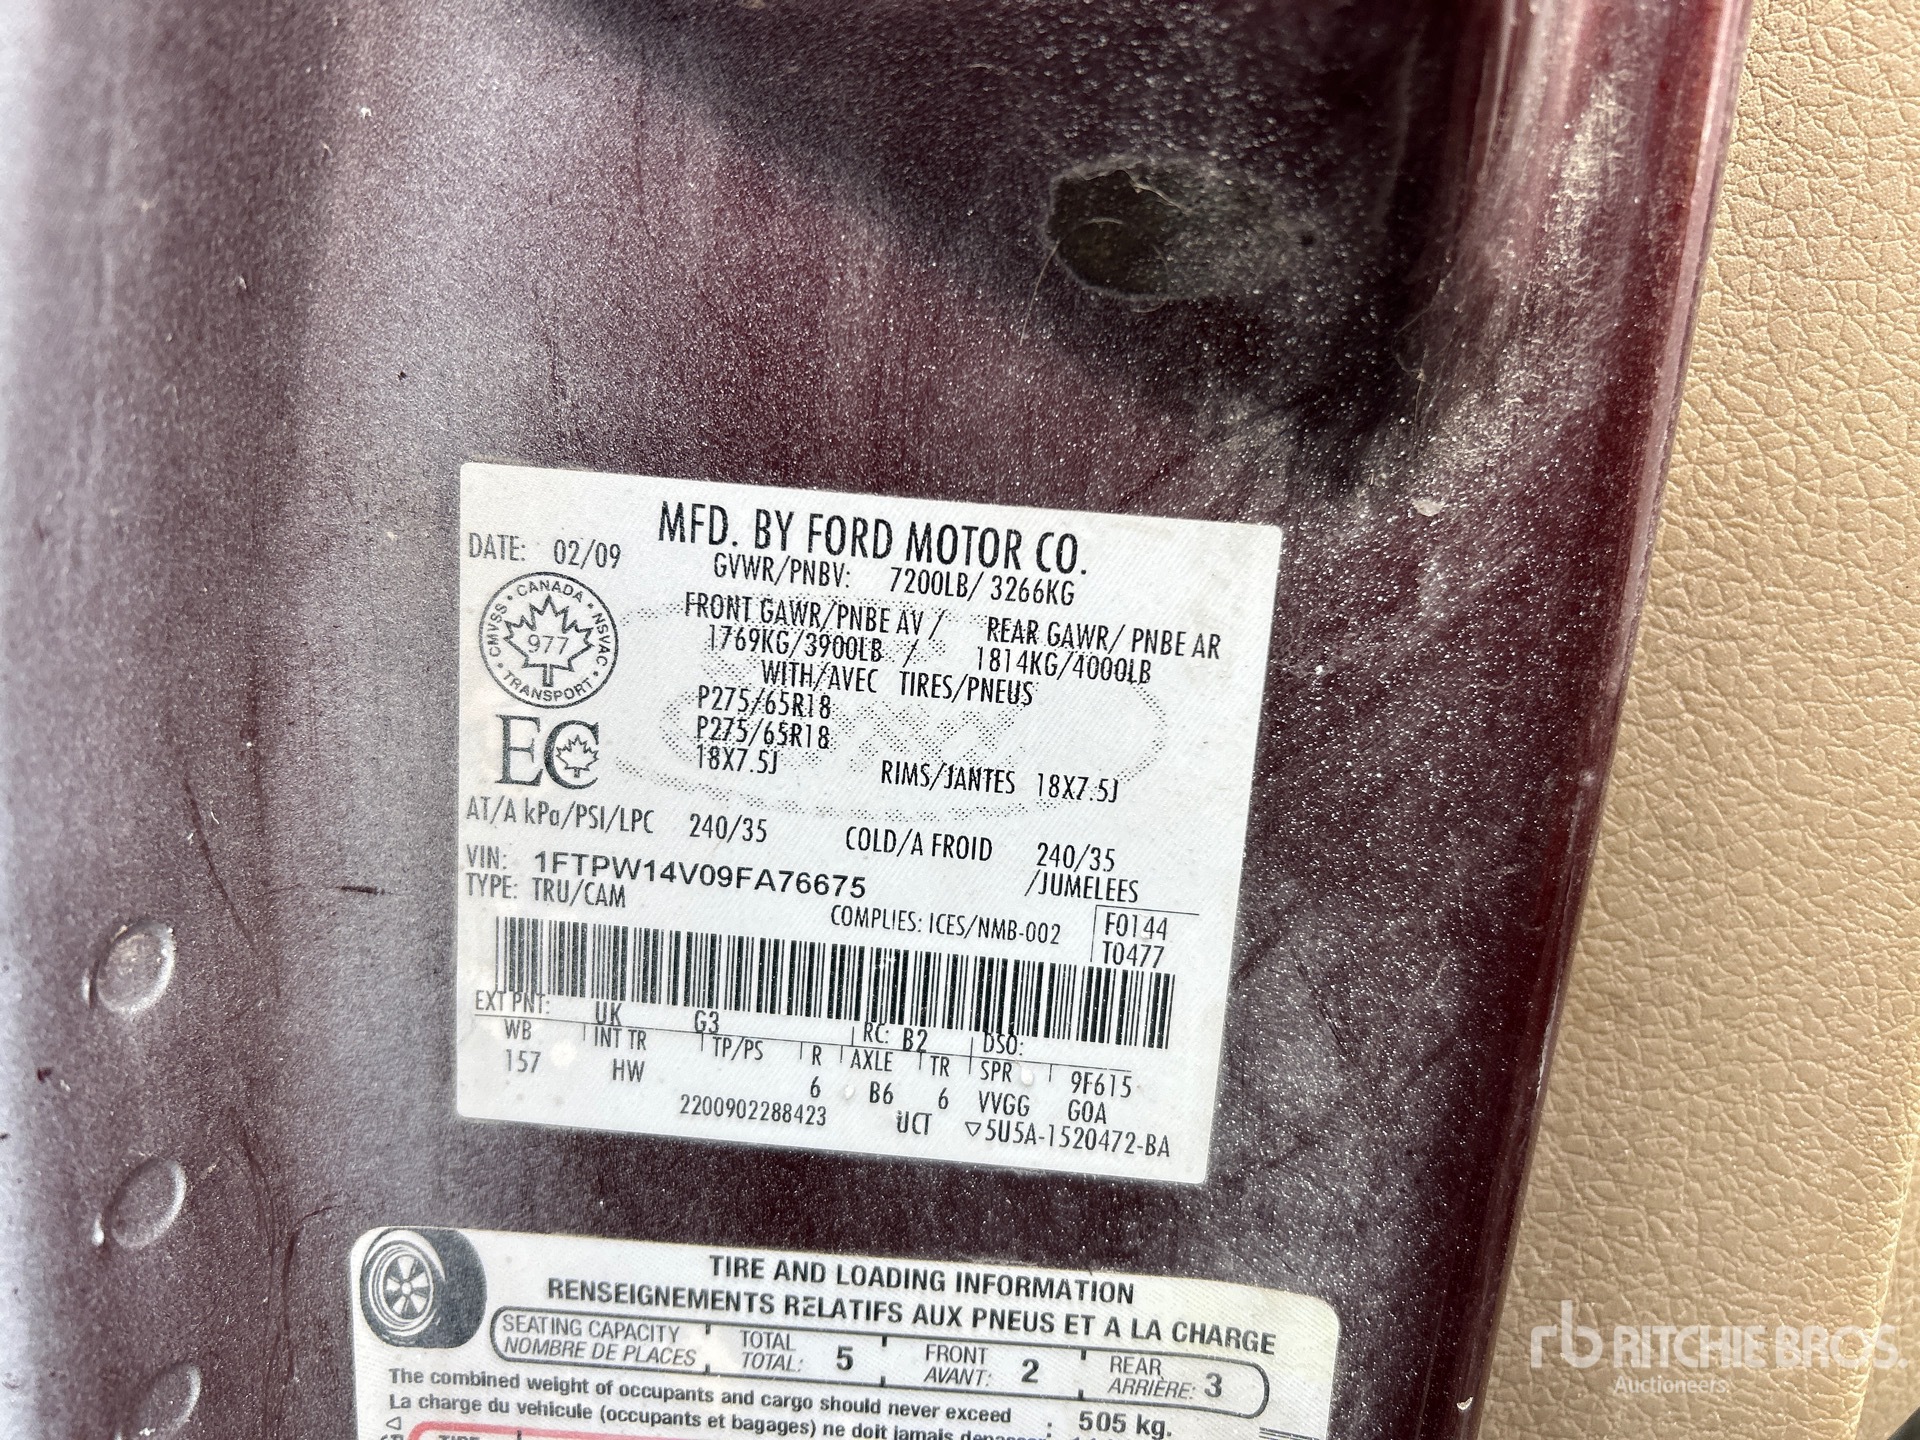 MFD. BY FORD MOTOR CO.
DATE: 02/09
GVWR/PNBV: 7200LB/ 3266KG
FRONT GAWR/PNBE AV / REAR GAWR/ PNBE AR
1769KG/3900LB / 1814KG/4000LB
WITH/AVEC TIRES/PNEUS
P275/65R18
P275/65R18
18X7.5J RIMS/JANTES 18X7.5J
CANADA
CMVSS NSVAC
977
TRANSPORT
EC
AT/A kPa/PSI/LPC 240/35 COLD/A FROID 240/35
VIN: 1FTPW14V09FA76675 /JUMELEES
TYPE: TRU/CAM
COMPLIES: ICES/NMB-002 F0144
T0477
EXT PNT: UK G3 RC: B2 DSO:
WB INT TR TP/PS R AXLE TR SPR 9F615
157 HW 6 B6 6 VVGG GOA
2200902288423 UCT ▽5U5A-1520472-BA
TIRE AND LOADING INFORMATION
RENSEIGNEMENTS RELATIFS AUX PNEUS ET A LA CHARGE
SEATING CAPACITY TOTAL FRONT REAR
NOMBRE DE PLACES TOTAL: 5 AVANT: 2 ARRIÈRE: 3
The combined weight of occupants and cargo should never exceed
La charge du vehicule (occupants et bagages) ne doit jamais : 505 kg.
rb RITCHIE BROS.
Auctioneers